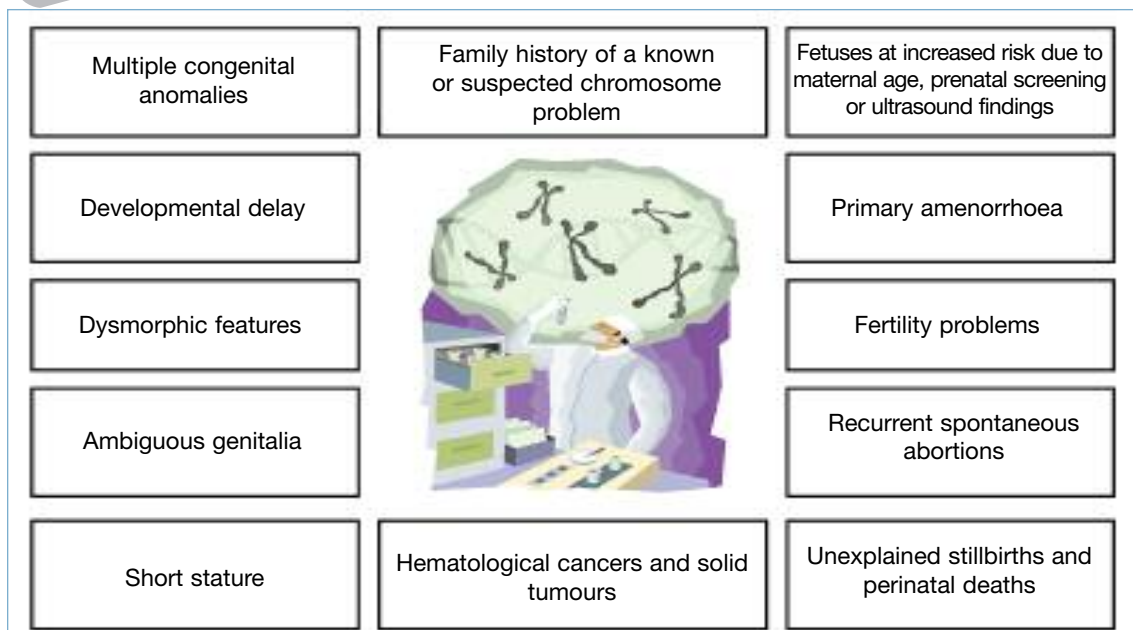 Multiple congenital
anomalies
Family history of a known
or suspected chromosome
problem
Fetuses at increased risk due to
maternal age, prenatal screening
or ultrasound findings
Developmental delay
Primary amenorrhoea
Dysmorphic features
Fertility problems
Ambiguous genitalia
Recurrent spontaneous
abortions
Short stature
Hematological cancers and solid
tumours
Unexplained stillbirths and
perinatal deaths